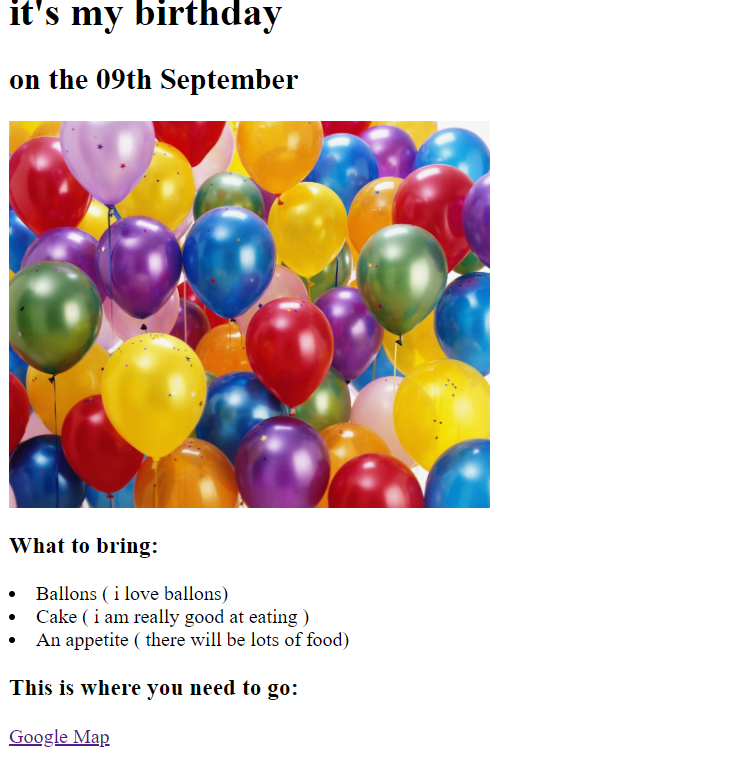 it's my birthday
on the 09th September
What to bring:
Ballons ( i love ballons)
Cake ( i am really good at eating )
An appetite ( there will be lots of food)
This is where you need to go:
Google Map